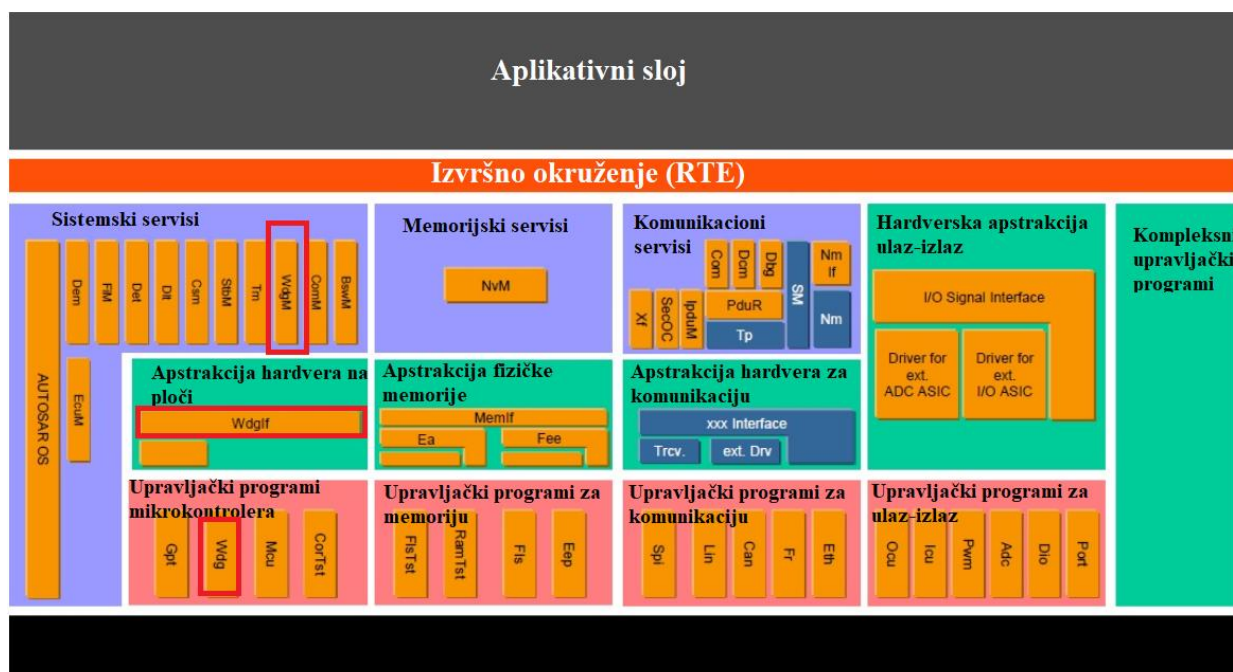 Aplikativni sloj
Izvršno okruženje (RTE)
Sistemski servisi
AUTOSAR OS
Dem
FiM
Det
Dlt
Csm
StbM
Tm
WdgM
ComM
BswM
EcuM
Memorijski servisi
NvM
Komunikacioni
servisi
Xf
SecOC
IpduM
Com
Dcm
Dbg
PduR
Tp
SM
Nm
If
Nm
Hardverska apstrakcija
ulaz-izlaz
I/O Signal Interface
Driver for
ext.
ADC ASIC
Driver for
ext.
I/O ASIC
Kompleksni
upravljački
programi
Apstrakcija hardvera na
ploči
WdgIf
Apstrakcija fizičke
memorije
MemIf
Ea
Fee
Apstrakcija hardvera za
komunikaciju
xxx Interface
Trcv.
ext. Drv
Upravljački programi
mikrokontrolera
Gpt
Wdg
Mcu
CorTst
Upravljački programi za
memoriju
FlsTst
RamTst
Fls
Eep
Upravljački programi za
komunikaciju
Spi
Lin
Can
Fr
Eth
Upravljački programi za
ulaz-izlaz
Ocu
Icu
Pwm
Adc
Dio
Port